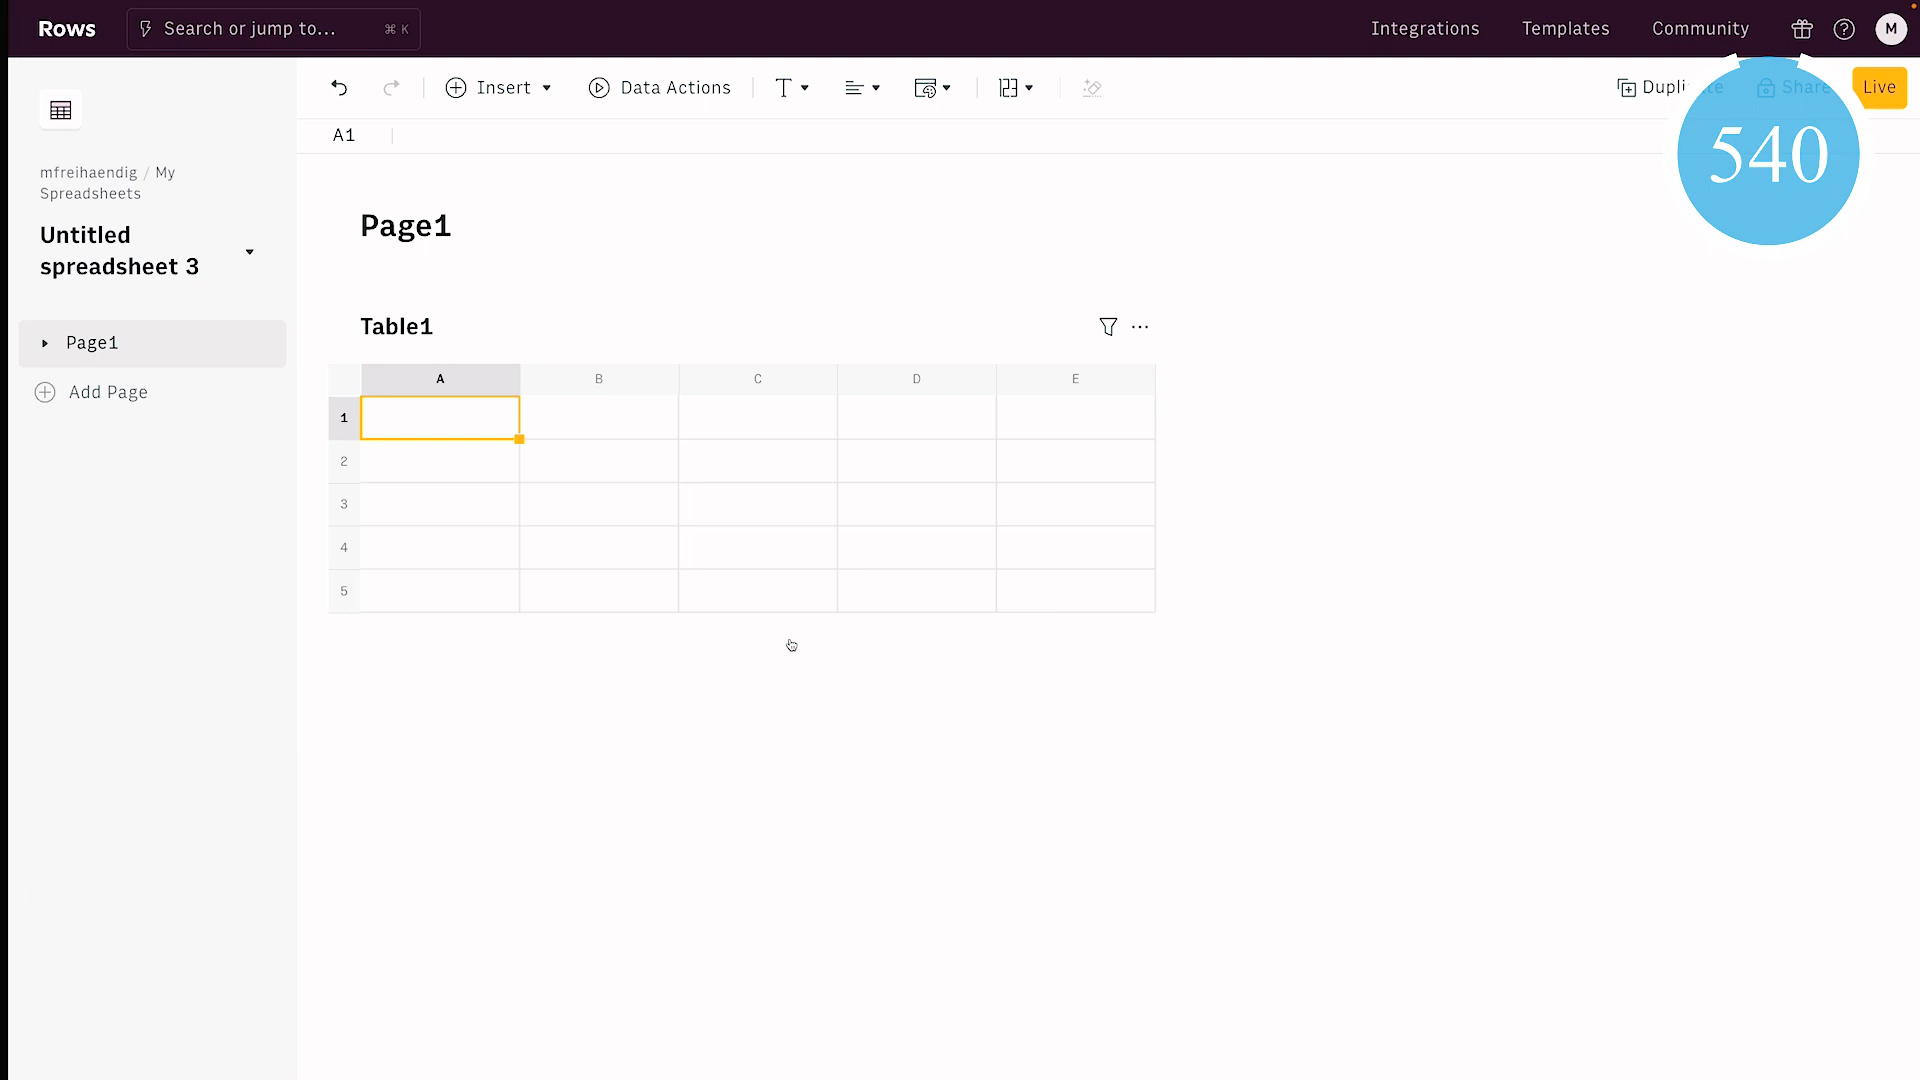 Rows
Search or jump to... ⌘ K
Integrations
Templates
Community
M
Insert
Data Actions
T
Share
Live
A1
540
mfreihaendig / My
Spreadsheets
Untitled
spreadsheet 3
Page1
Add Page
Page1
Table1
A B C D E
1
2
3
4
5